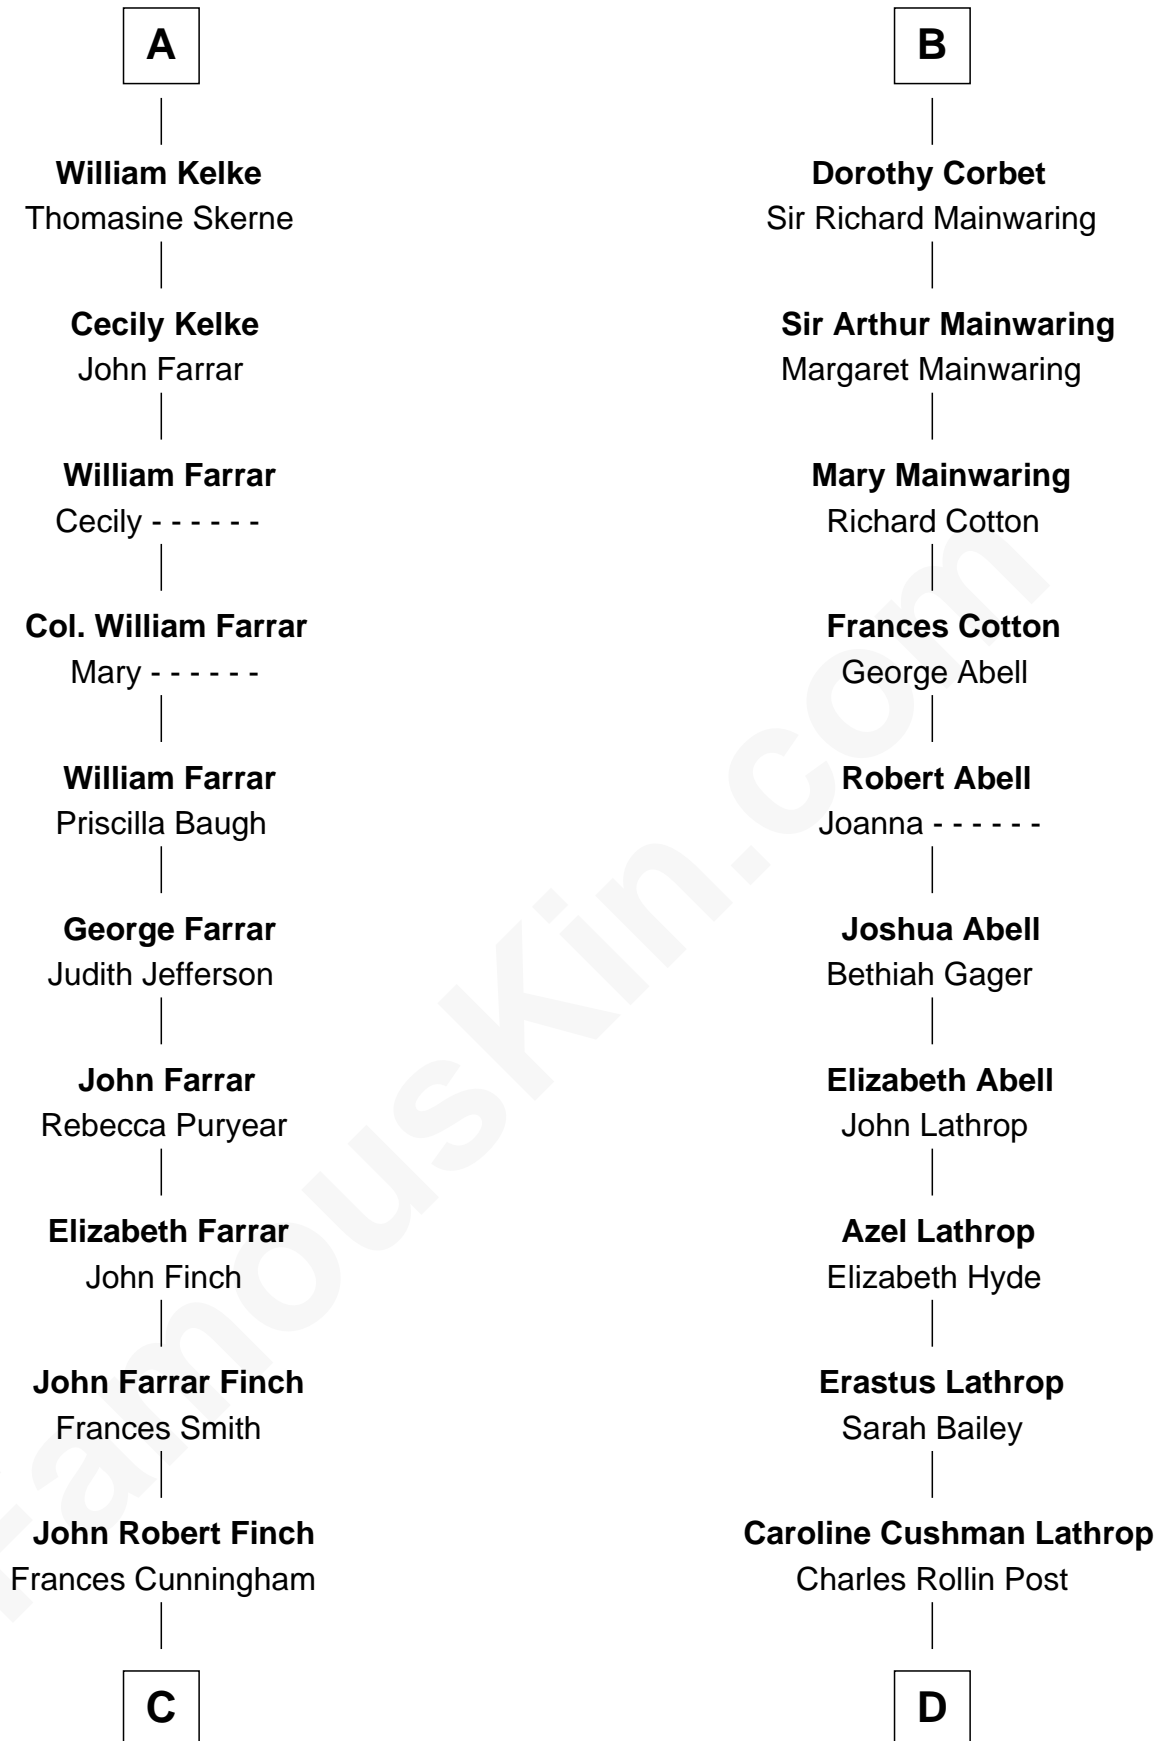 A
William Kelke
Thomasine Skerne
Cecily Kelke
John Farrar
William Farrar
Cecily - - - - - -
Col. William Farrar
Mary - - - - - -
William Farrar
Priscilla Baugh
George Farrar
Judith Jefferson
John Farrar
Rebecca Puryear
Elizabeth Farrar
John Finch
John Farrar Finch
Frances Smith
John Robert Finch
Frances Cunningham
C
B
Dorothy Corbet
Sir Richard Mainwaring
Sir Arthur Mainwaring
Margaret Mainwaring
Mary Mainwaring
Richard Cotton
Frances Cotton
George Abell
Robert Abell
Joanna - - - - - -
Joshua Abell
Bethiah Gager
Elizabeth Abell
John Lathrop
Azel Lathrop
Elizabeth Hyde
Erastus Lathrop
Sarah Bailey
Caroline Cushman Lathrop
Charles Rollin Post
D
FamousKin.com